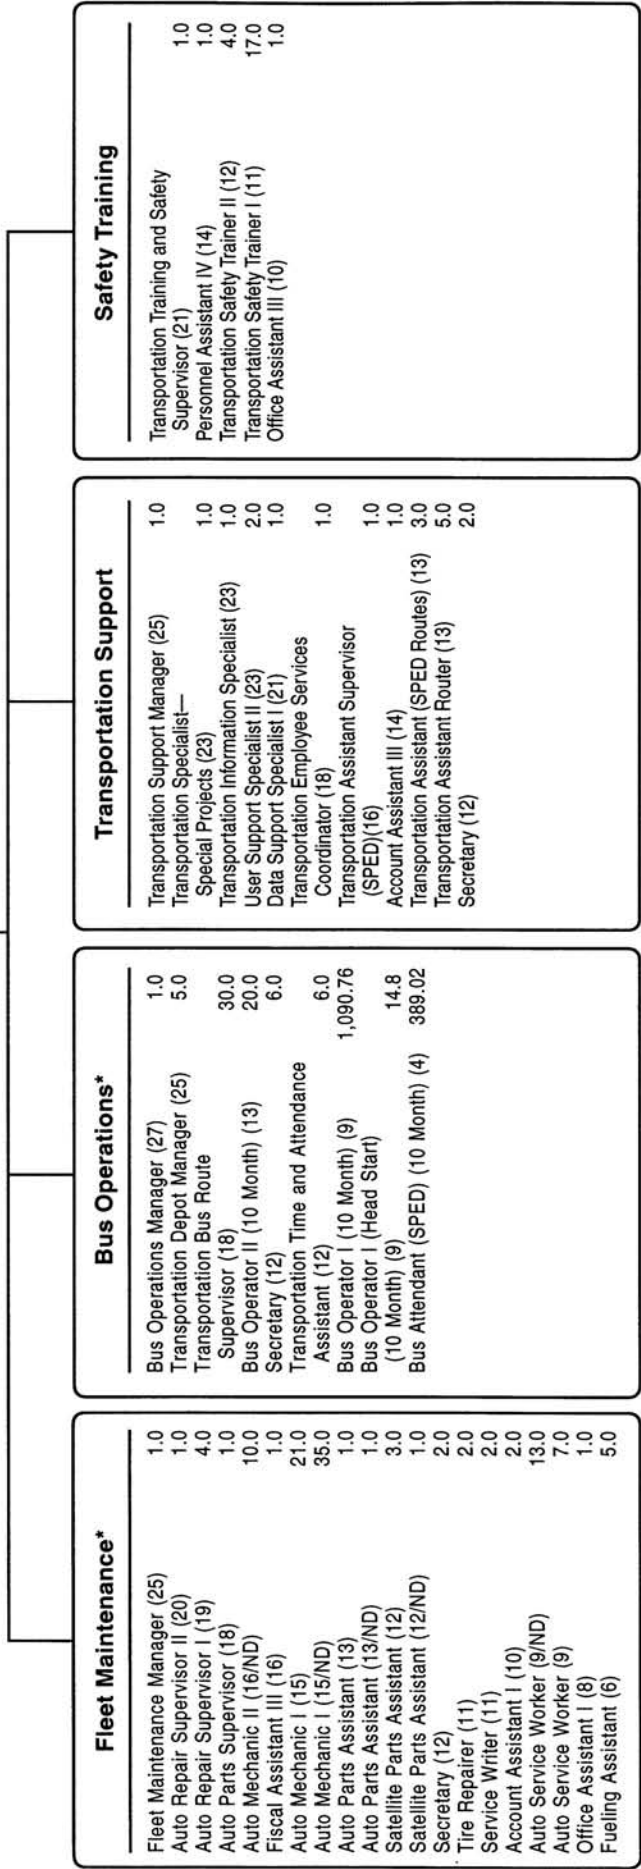 Fleet Maintenance*
Fleet Maintenance Manager (25) 1.0
Auto Repair Supervisor II (20) 1.0
Auto Repair Supervisor I (19) 4.0
Auto Parts Supervisor (18) 1.0
Auto Mechanic II (16/ND) 10.0
Fiscal Assistant III (16) 1.0
Auto Mechanic I (15) 21.0
Auto Mechanic I (15/ND) 35.0
Auto Parts Assistant (13) 1.0
Auto Parts Assistant (13/ND) 1.0
Satellite Parts Assistant (12) 3.0
Satellite Parts Assistant (12/ND) 1.0
Secretary (12) 2.0
Tire Repairer (11) 2.0
Service Writer (11) 2.0
Account Assistant I (10) 2.0
Auto Service Worker (9/ND) 13.0
Auto Service Worker (9) 7.0
Office Assistant I (8) 1.0
Fueling Assistant (6) 5.0
Bus Operations*
Bus Operations Manager (27) 1.0
Transportation Depot Manager (25) 5.0
Transportation Bus Route
Supervisor (18) 30.0
Bus Operator II (10 Month) (13) 20.0
Secretary (12) 6.0
Transportation Time and Attendance
Assistant (12) 6.0
Bus Operator I (10 Month) (9) 1,090.76
Bus Operator I (Head Start)
(10 Month) (9) 14.8
Bus Attendant (SPED) (10 Month) (4) 389.02
Transportation Support
Transportation Support Manager (25) 1.0
Transportation Specialist—
Special Projects (23) 1.0
Transportation Information Specialist (23) 1.0
User Support Specialist II (23) 2.0
Data Support Specialist I (21) 1.0
Transportation Employee Services
Coordinator (18) 1.0
Transportation Assistant Supervisor
(SPED)(16) 1.0
Account Assistant III (14) 1.0
Transportation Assistant (SPED Routes) (13) 3.0
Transportation Assistant Router (13) 5.0
Secretary (12) 2.0
Safety Training
Transportation Training and Safety
Supervisor (21) 1.0
Personnel Assistant IV (14) 1.0
Transportation Safety Trainer II (12) 4.0
Transportation Safety Trainer I (11) 17.0
Office Assistant III (10) 1.0